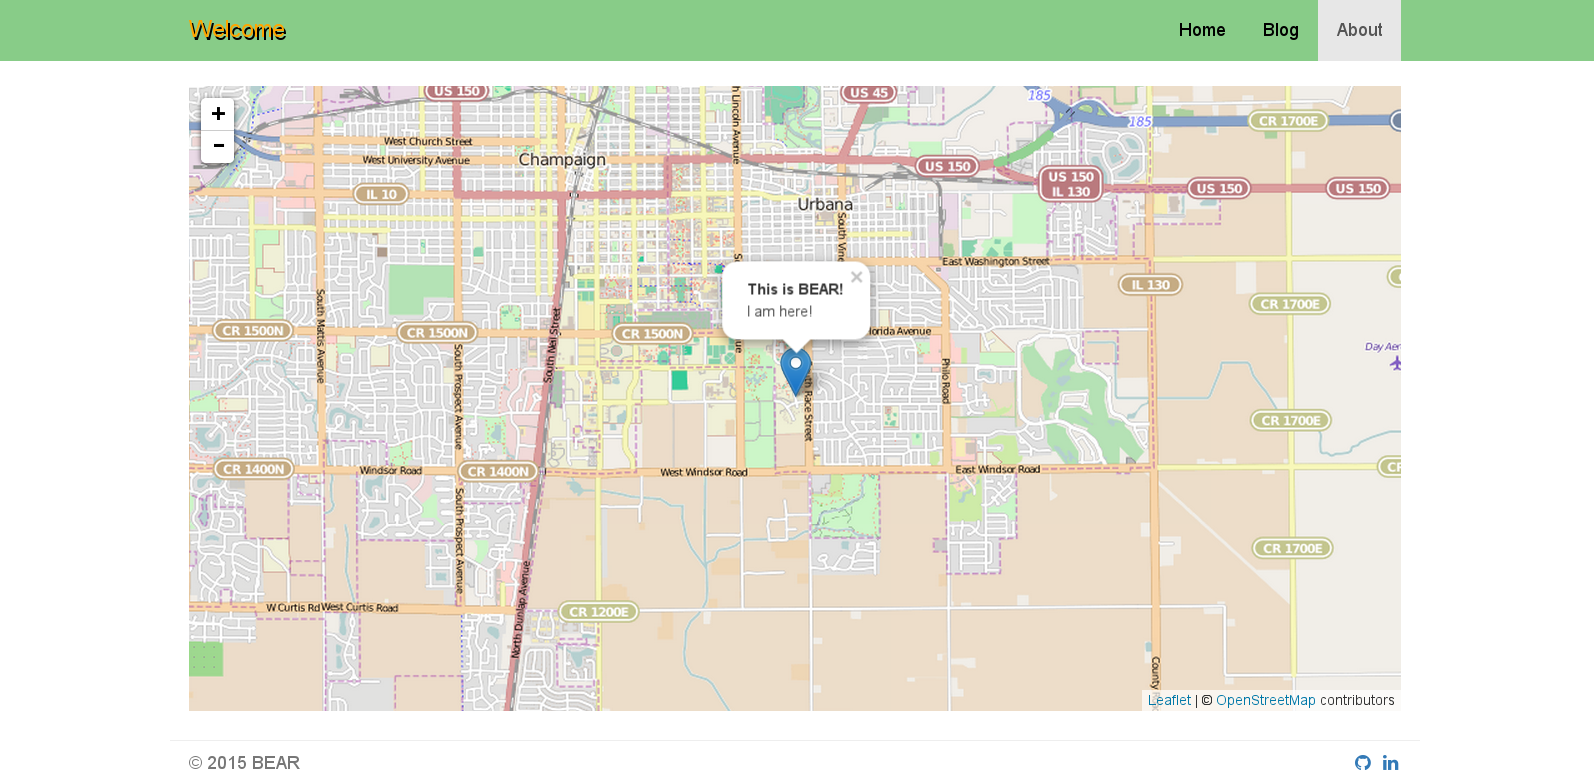 Welcome
Home Blog About
+
-
US 150
US 45
185
185
CR 1700E
West Church Street
West University Avenue
Champaign
Lincoln Avenue
US 150
US 150
IL 130
US 150
US 150
IL 10
Urbana
South Vine
East Washington Street
IL 130
CR 1700E
This is BEAR!
I am here!
×
South Mattis Avenue
CR 1500N
CR 1500N
South Neil Street
CR 1500N
lorida Avenue
South Prospect Avenue
th Race Street
Philo Road
Day Aer
CR 1700E
CR 1400N
Windsor Road
CR 1400N
West Windsor Road
East Windsor Road
CR
South Prospect Avenue
CR 1700E
North Dunlap Avenue
W Curtis Rd
West Curtis Road
CR 1200E
County
Leaflet | © OpenStreetMap contributors
© 2015 BEAR
in